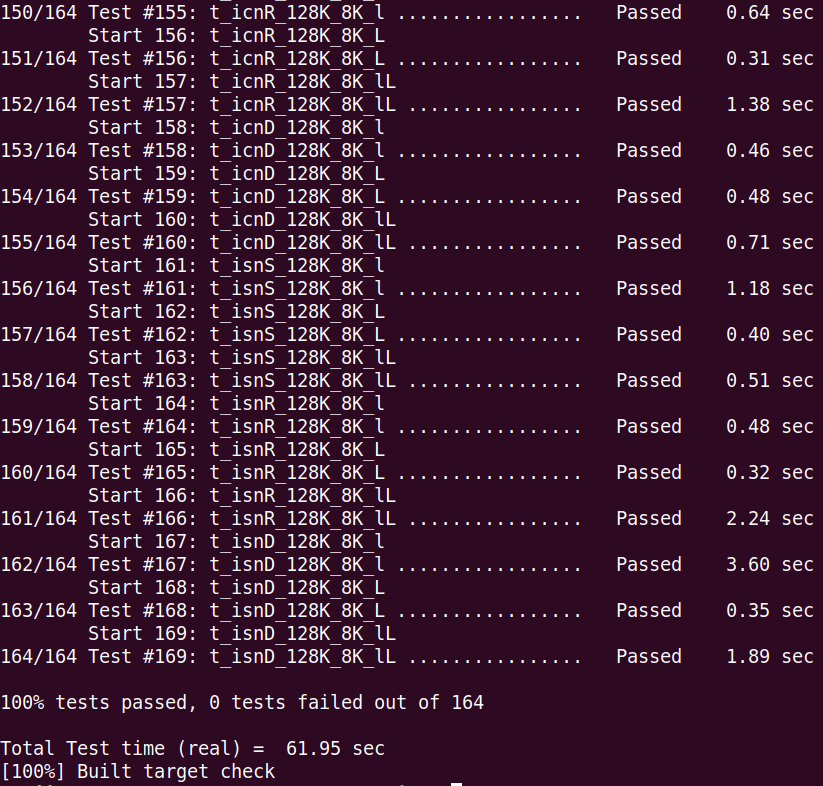 150/164 Test #155: t_icnR_128K_8K_l .................   Passed    0.64 sec
        Start 156: t_icnR_128K_8K_L
151/164 Test #156: t_icnR_128K_8K_L .................   Passed    0.31 sec
        Start 157: t_icnR_128K_8K_lL
152/164 Test #157: t_icnR_128K_8K_lL ................   Passed    1.38 sec
        Start 158: t_icnD_128K_8K_l
153/164 Test #158: t_icnD_128K_8K_l .................   Passed    0.46 sec
        Start 159: t_icnD_128K_8K_L
154/164 Test #159: t_icnD_128K_8K_L .................   Passed    0.48 sec
        Start 160: t_icnD_128K_8K_lL
155/164 Test #160: t_icnD_128K_8K_lL ................   Passed    0.71 sec
        Start 161: t_isnS_128K_8K_l
156/164 Test #161: t_isnS_128K_8K_l .................   Passed    1.18 sec
        Start 162: t_isnS_128K_8K_L
157/164 Test #162: t_isnS_128K_8K_L .................   Passed    0.40 sec
        Start 163: t_isnS_128K_8K_lL
158/164 Test #163: t_isnS_128K_8K_lL ................   Passed    0.51 sec
        Start 164: t_isnR_128K_8K_l
159/164 Test #164: t_isnR_128K_8K_l .................   Passed    0.48 sec
        Start 165: t_isnR_128K_8K_L
160/164 Test #165: t_isnR_128K_8K_L .................   Passed    0.32 sec
        Start 166: t_isnR_128K_8K_lL
161/164 Test #166: t_isnR_128K_8K_lL ................   Passed    2.24 sec
        Start 167: t_isnD_128K_8K_l
162/164 Test #167: t_isnD_128K_8K_l .................   Passed    3.60 sec
        Start 168: t_isnD_128K_8K_L
163/164 Test #168: t_isnD_128K_8K_L .................   Passed    0.35 sec
        Start 169: t_isnD_128K_8K_lL
164/164 Test #169: t_isnD_128K_8K_lL ................   Passed    1.89 sec

100% tests passed, 0 tests failed out of 164

Total Test time (real) =  61.95 sec
[100%] Built target check